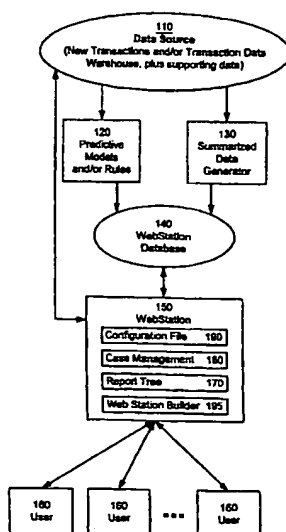 110
Data Source
(New Transactions and/or Transaction Data
Warehouse, plus supporting data)
120
Predictive
Models
and/or Rules
130
Summarized
Data
Generator
140
WebStation
Database
150
WebStation
Configuration File 190
Case Management 180
Report Tree 170
Web Station Builder 195
160
User
160
User
160
User